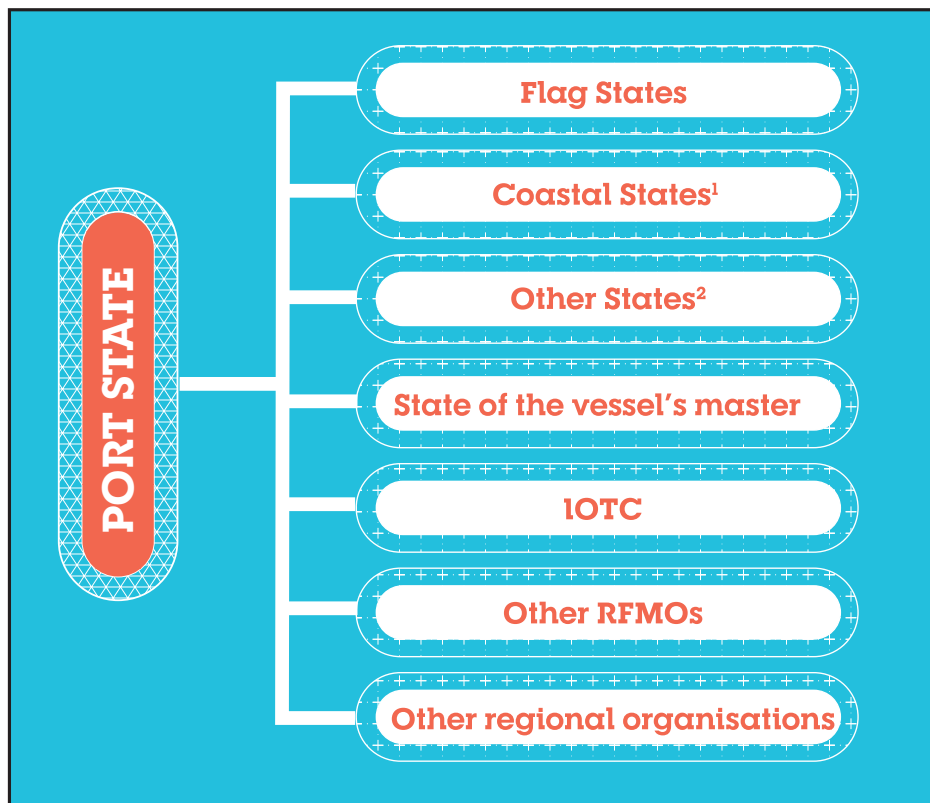 PORT STATE
Flag States
Coastal States¹
Other States²
State of the vessel's master
IOTC
Other RFMOs
Other regional organisations